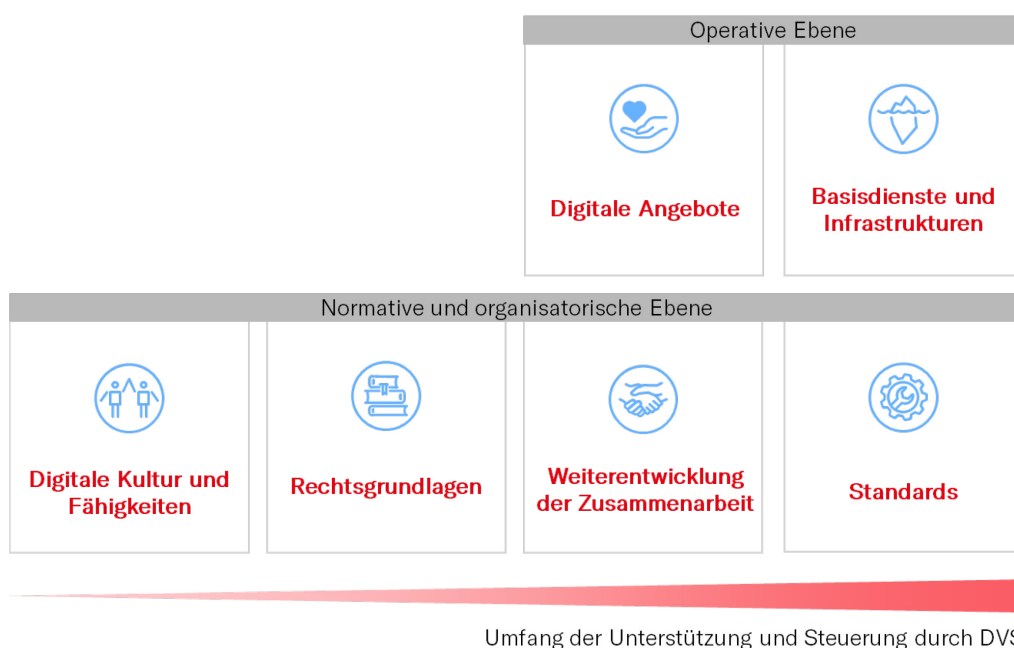 Operative Ebene
Digitale Angebote
Basisdienste und
Infrastrukturen
Normative und organisatorische Ebene
Digitale Kultur und
Fähigkeiten
Rechtsgrundlagen
Weiterentwicklung
der Zusammenarbeit
Standards
Umfang der Unterstützung und Steuerung durch DVS